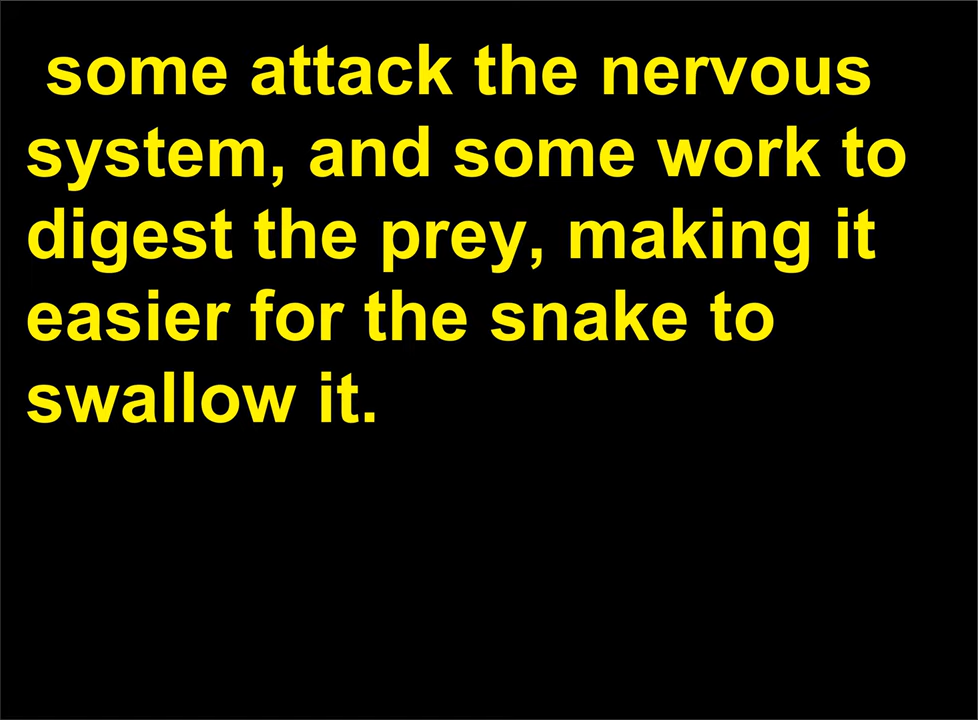 some attack the nervous
system, and some work to
digest the prey, making it
easier for the snake to
swallow it.